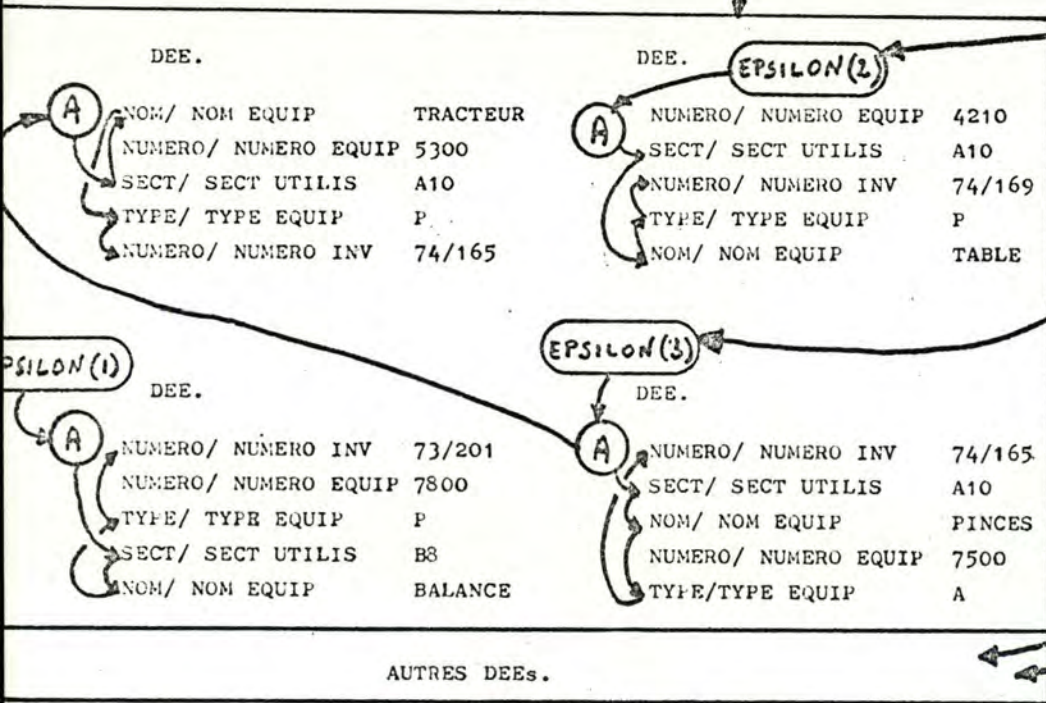 DEE.
A
NOM/ NOM EQUIP TRACTEUR
NUMERO/ NUMERO EQUIP 5300
SECT/ SECT UTILIS A10
TYPE/ TYPE EQUIP P
NUMERO/ NUMERO INV 74/165
DEE.
EPSILON(2)
A
NUMERO/ NUMERO EQUIP 4210
SECT/ SECT UTILIS A10
NUMERO/ NUMERO INV 74/169
TYPE/ TYPE EQUIP P
NOM/ NOM EQUIP TABLE
PSILON(1)
DEE.
A
NUMERO/ NUMERO INV 73/201
NUMERO/ NUMERO EQUIP 7800
TYPE/ TYPE EQUIP P
SECT/ SECT UTILIS B8
NOM/ NOM EQUIP BALANCE
EPSILON(3)
DEE.
A
NUMERO/ NUMERO INV 74/165
SECT/ SECT UTILIS A10
NOM/ NOM EQUIP PINCES
NUMERO/ NUMERO EQUIP 7500
TYPE/TYPE EQUIP A
AUTRES DEEs.